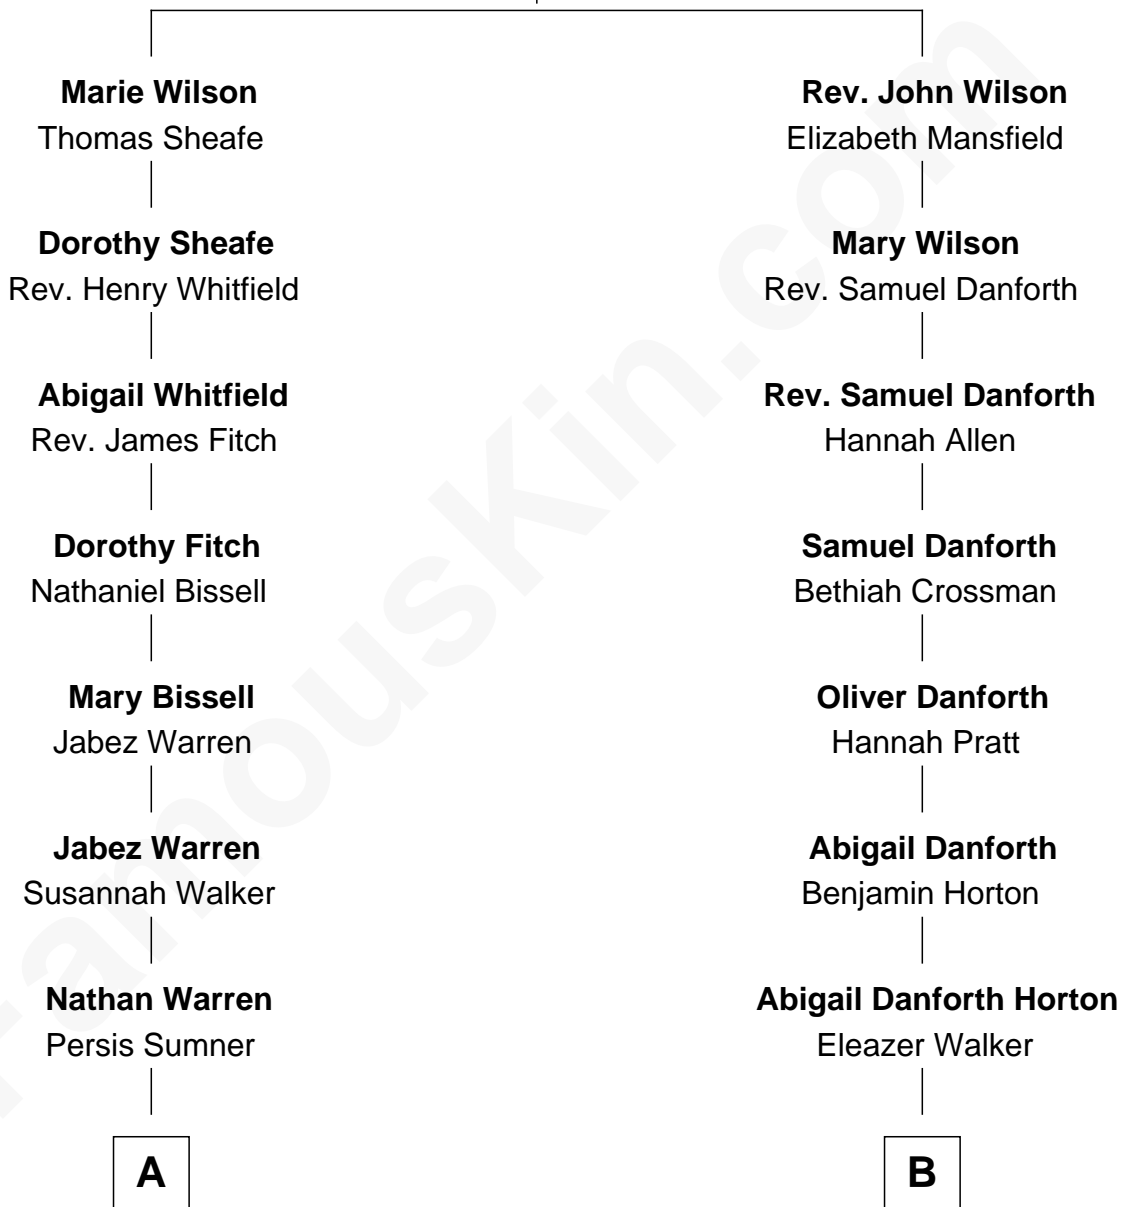 Marie Wilson
Thomas Sheafe
Dorothy Sheafe
Rev. Henry Whitfield
Abigail Whitfield
Rev. James Fitch
Dorothy Fitch
Nathaniel Bissell
Mary Bissell
Jabez Warren
Jabez Warren
Susannah Walker
Nathan Warren
Persis Sumner
A
Rev. John Wilson
Elizabeth Mansfield
Mary Wilson
Rev. Samuel Danforth
Rev. Samuel Danforth
Hannah Allen
Samuel Danforth
Bethiah Crossman
Oliver Danforth
Hannah Pratt
Abigail Danforth
Benjamin Horton
Abigail Danforth Horton
Eleazer Walker
B
FamousKin.com